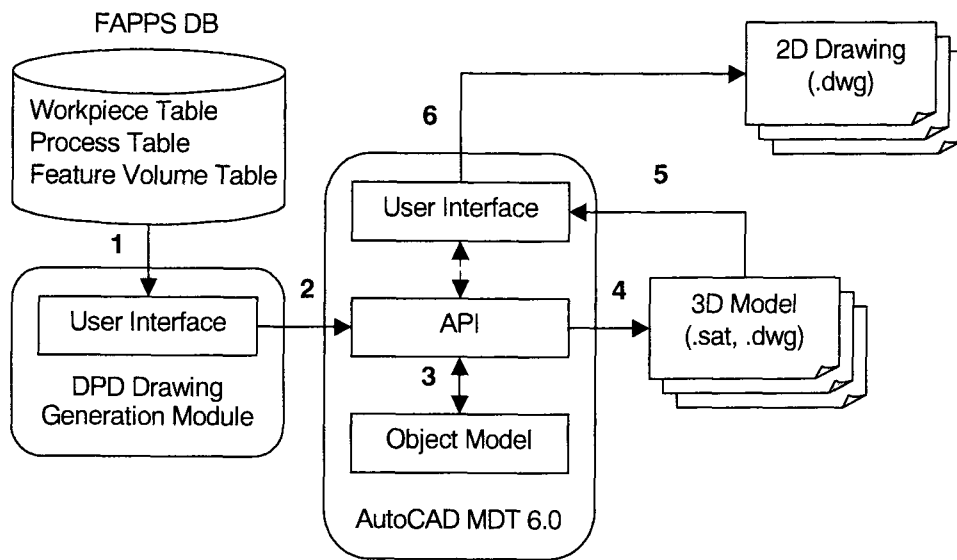 FAPPS DB
Workpiece Table
Process Table
Feature Volume Table
1
User Interface
DPD Drawing
Generation Module
2
6
User Interface
API
3
Object Model
AutoCAD MDT 6.0
4
5
3D Model
(.sat, .dwg)
2D Drawing
(.dwg)